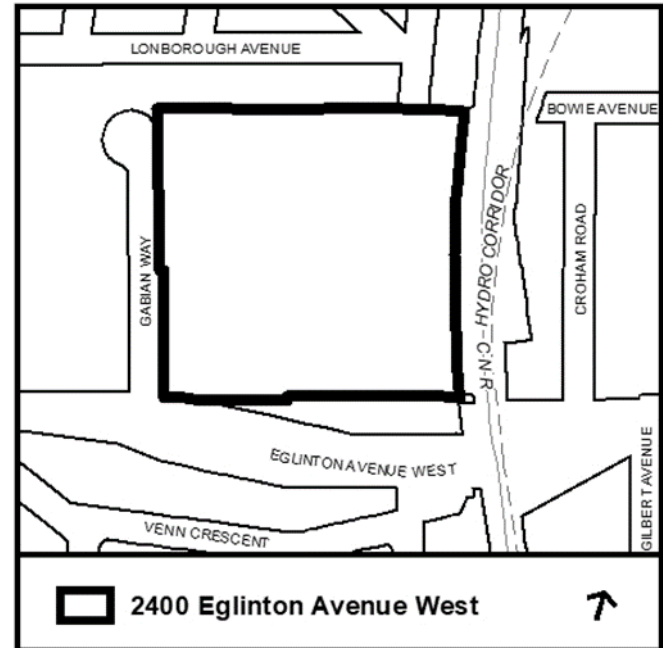 LONBOROUGH AVENUE
BOWIE AVENUE
C-N-R - HYDRO CORRIDOR
CROHAM ROAD
GABIAN WAY
EGLINTON AVENUE WEST
GILBERT AVENUE
VENN CRESCENT
2400 Eglinton Avenue West